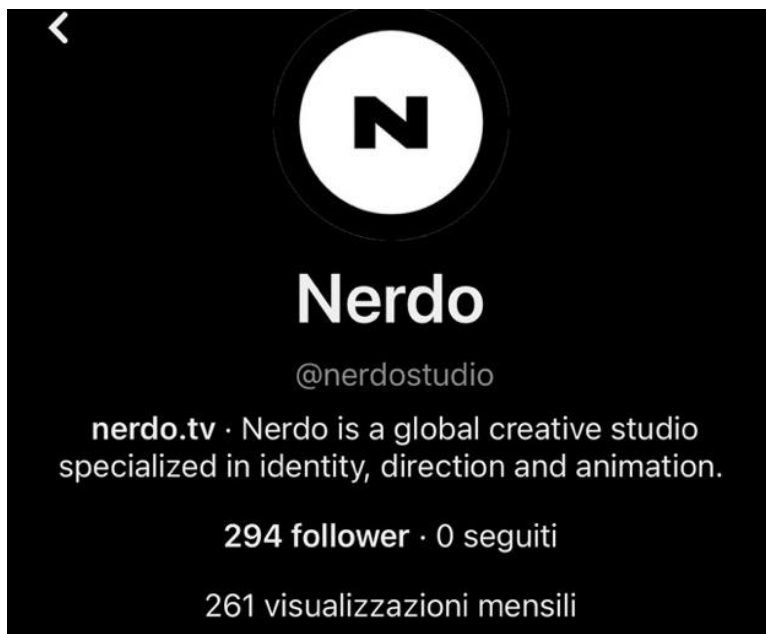 N
Nerdo
@nerdostudio
nerdo.tv · Nerdo is a global creative studio
specialized in identity, direction and animation.
294 follower · 0 seguiti
261 visualizzazioni mensili